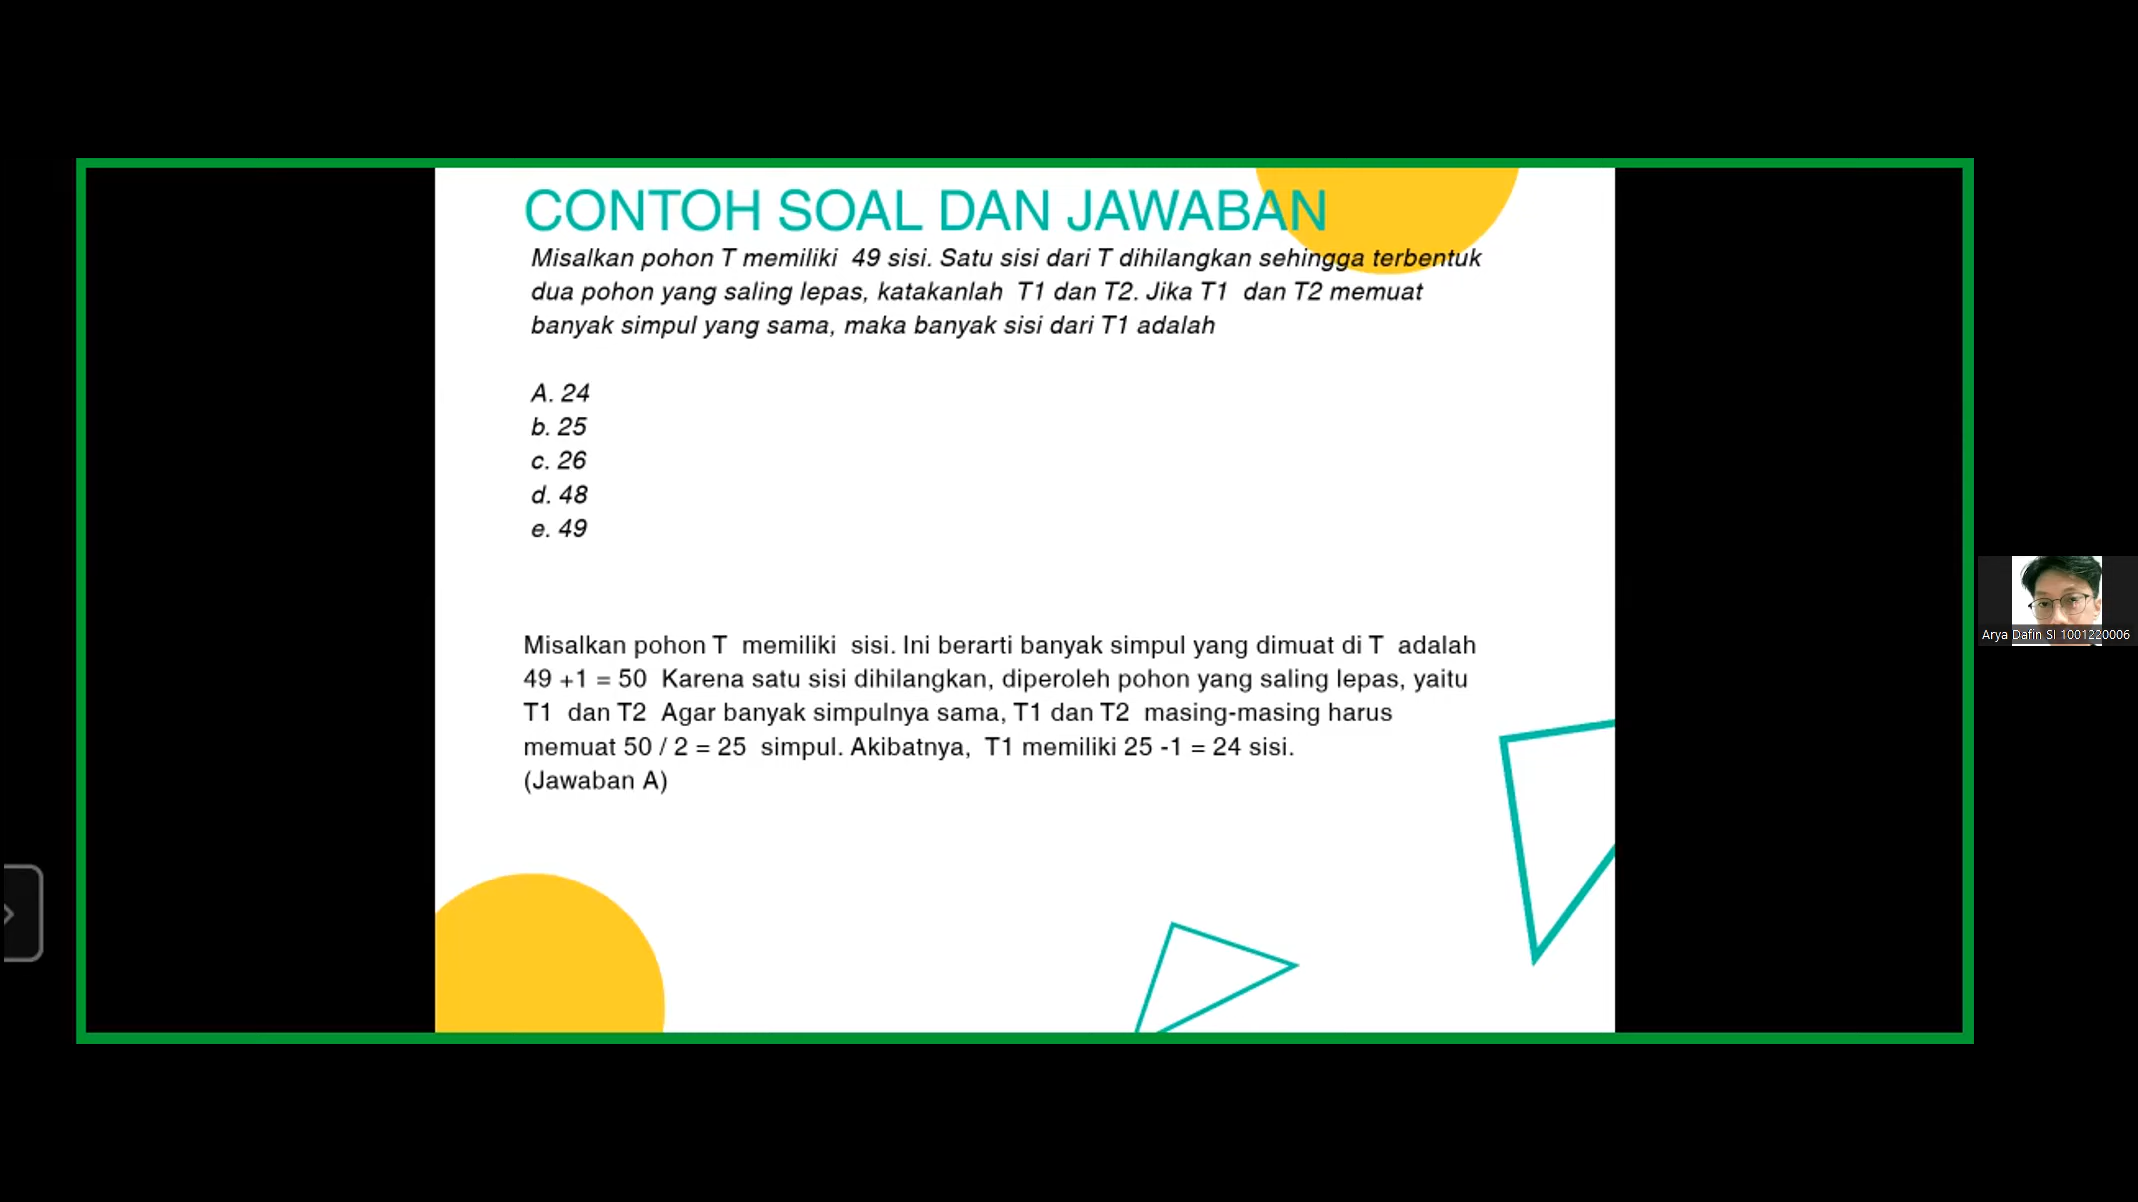 CONTOH SOAL DAN JAWABAN
Misalkan pohon T memiliki 49 sisi. Satu sisi dari T dihilangkan sehingga terbentuk
dua pohon yang saling lepas, katakanlah T1 dan T2. Jika T1 dan T2 memuat
banyak simpul yang sama, maka banyak sisi dari T1 adalah
A. 24
b. 25
c. 26
d. 48
e. 49
Misalkan pohon T memiliki sisi. Ini berarti banyak simpul yang dimuat di T adalah
49 +1 = 50 Karena satu sisi dihilangkan, diperoleh pohon yang saling lepas, yaitu
T1 dan T2 Agar banyak simpulnya sama, T1 dan T2 masing-masing harus
memuat 50 / 2 = 25 simpul. Akibatnya, T1 memiliki 25 -1 = 24 sisi.
(Jawaban A)
Arya Dafin SI 1001220006